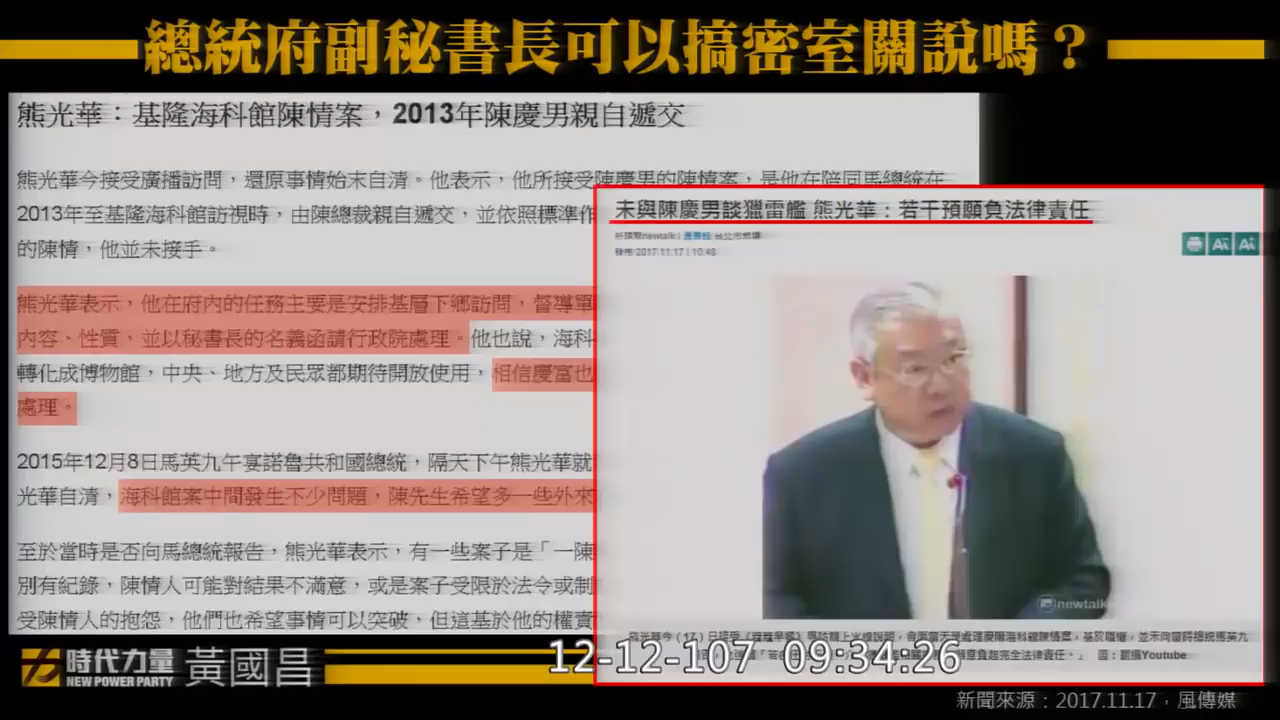 總統府副秘書長可以搞密室關說嗎？
熊光華：基隆海科館陳情案，2013年陳慶男親自遞交
熊光華今接受廣播訪問，還原事情始末自清。他表示，他所接受陳慶男的陳情案，是他在陪同馬總統在
2013年至基隆海科館訪視時，由陳總裁親自遞交，並依照標準作
的陳情，他並未接手。
熊光華表示，他在府內的任務主要是安排基層下鄉訪問，督導單
內容、性質，並以秘書長的名義函請行政院處理。他也說，海科
轉化成博物館，中央、地方及民眾都期待開放使用，相信慶富也
處理。
2015年12月8日馬英九午宴諾魯共和國總統，隔天下午熊光華就
光華自清，海科館案中間發生不少問題，陳先生希望多一些外來
至於當時是否向馬總統報告，熊光華表示，有一些案子是「一陳
別有紀錄，陳情人可能對結果不滿意，或是案子受限於法令或制
受陳情人的抱怨，他們也希望事情可以突破，但這基於他的權責
未與陳慶男談獵雷艦 熊光華：若干預願負法律責任
發布 2017.11.17 | 10:48
newtalk
圖：翻攝Youtube
12-12-107 09:34:26
時代力量
NEW POWER PARTY
黃國昌
新聞來源：2017.11.17，風傳媒